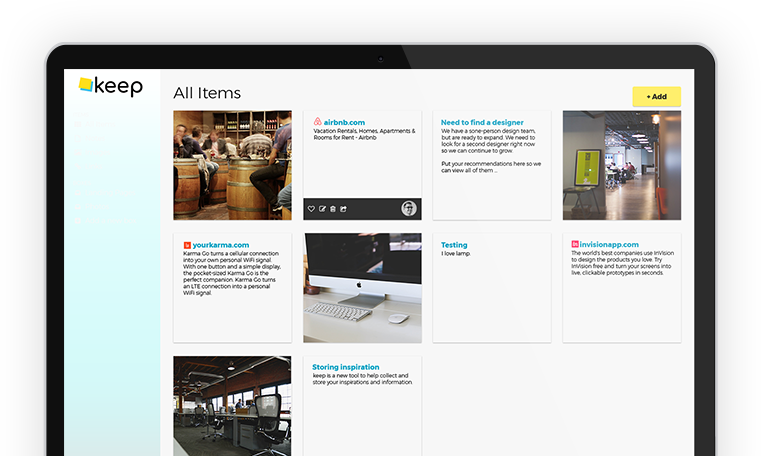 keep
All Items
+ Add
airbnb.com
Vacation Rentals, Homes, Apartments &
Rooms for Rent - Airbnb
Need to find a designer
We have a sone-person design team,
but are ready to expand. We need to
look for a second designer right now
so we can continue to grow.
Put your recommendations here so we
can view all of them ...
yourkarma.com
Karma Go turns a cellular connection
into your own personal WiFi signal.
With one button and a simple display,
the pocket-sized Karma Go is the
perfect companion. Karma Go turns
an LTE connection into a personal
WiFi signal.
Testing
I love lamp.
in invisionapp.com
The world's best companies use InVision
to design the products you love. Try
InVision free and turn your screens into
live, clickable prototypes in seconds.
Storing inspiration
keep is a new tool to help collect and
store your inspirations and information.